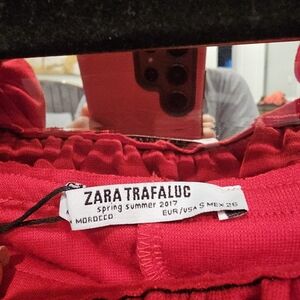 ZARA TRAFALUC
spring summer 2017
MOROCCO EUR/USA S MEX 26